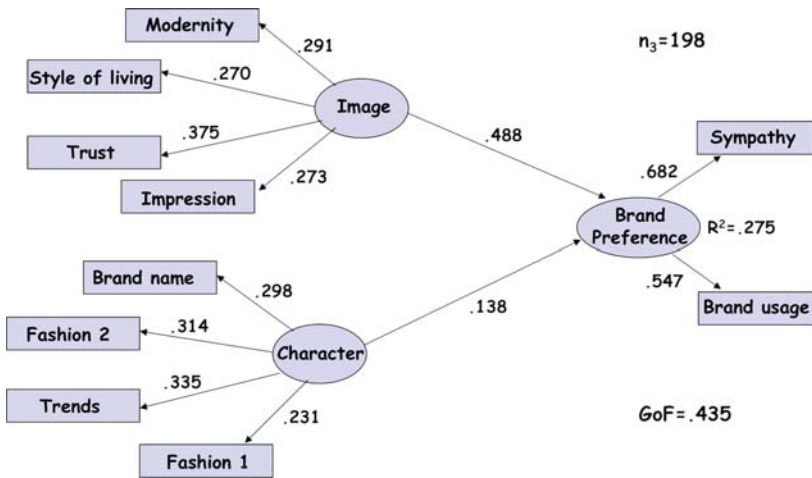 Modernity
.291
n3=198
Style of living
.270
Image
Sympathy
.375
Trust
.488
.682
.273
Impression
Brand
Preference
R²=.275
Brand name
.298
.547
Brand usage
.138
Fashion 2
.314
Character
.335
Trends
.231
GoF=.435
Fashion 1